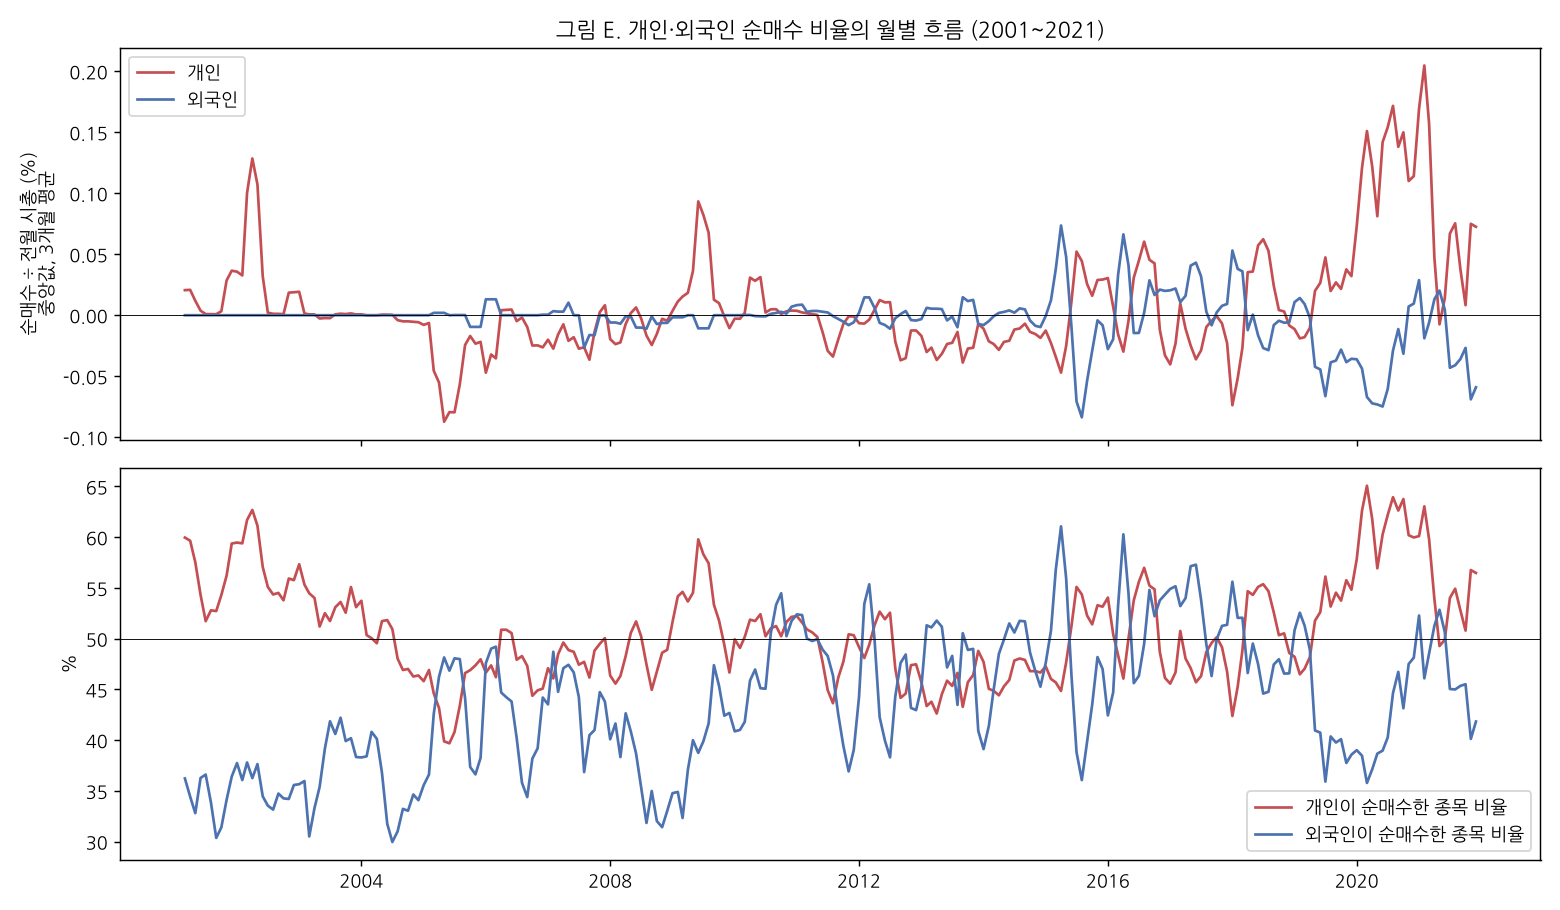 그림 E. 개인·외국인 순매수 비율의 월별 흐름 (2001~2021)
개인
외국인
순매수 ÷ 전월 시총 (%)
중앙값, 3개월 평균
0.20
0.15
0.10
0.05
0.00
-0.05
-0.10
%
65
60
55
50
45
40
35
30
개인이 순매수한 종목 비율
외국인이 순매수한 종목 비율
2004 2008 2012 2016 2020